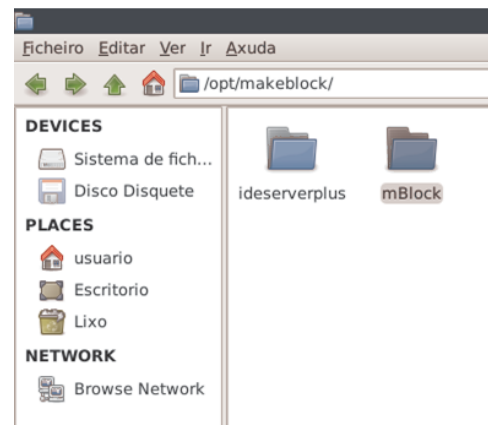 Ficheiro Editar Ver Ir Axuda
/opt/makeblock/
DEVICES
Sistema de fich...
Disco Disquete
PLACES
usuario
Escritorio
Lixo
NETWORK
Browse Network
ideserverplus mBlock